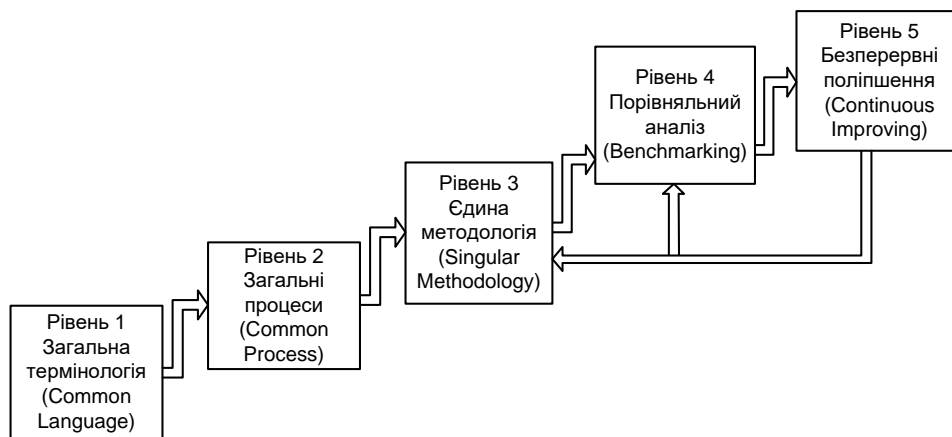 Рівень 1
Загальна
термінологія
(Common
Language)
Рівень 2
Загальні
процеси
(Common
Process)
Рівень 3
Єдина
методологія
(Singular
Methodology)
Рівень 4
Порівняльний
аналіз
(Benchmarking)
Рівень 5
Безперервні
поліпшення
(Continuous
Improving)